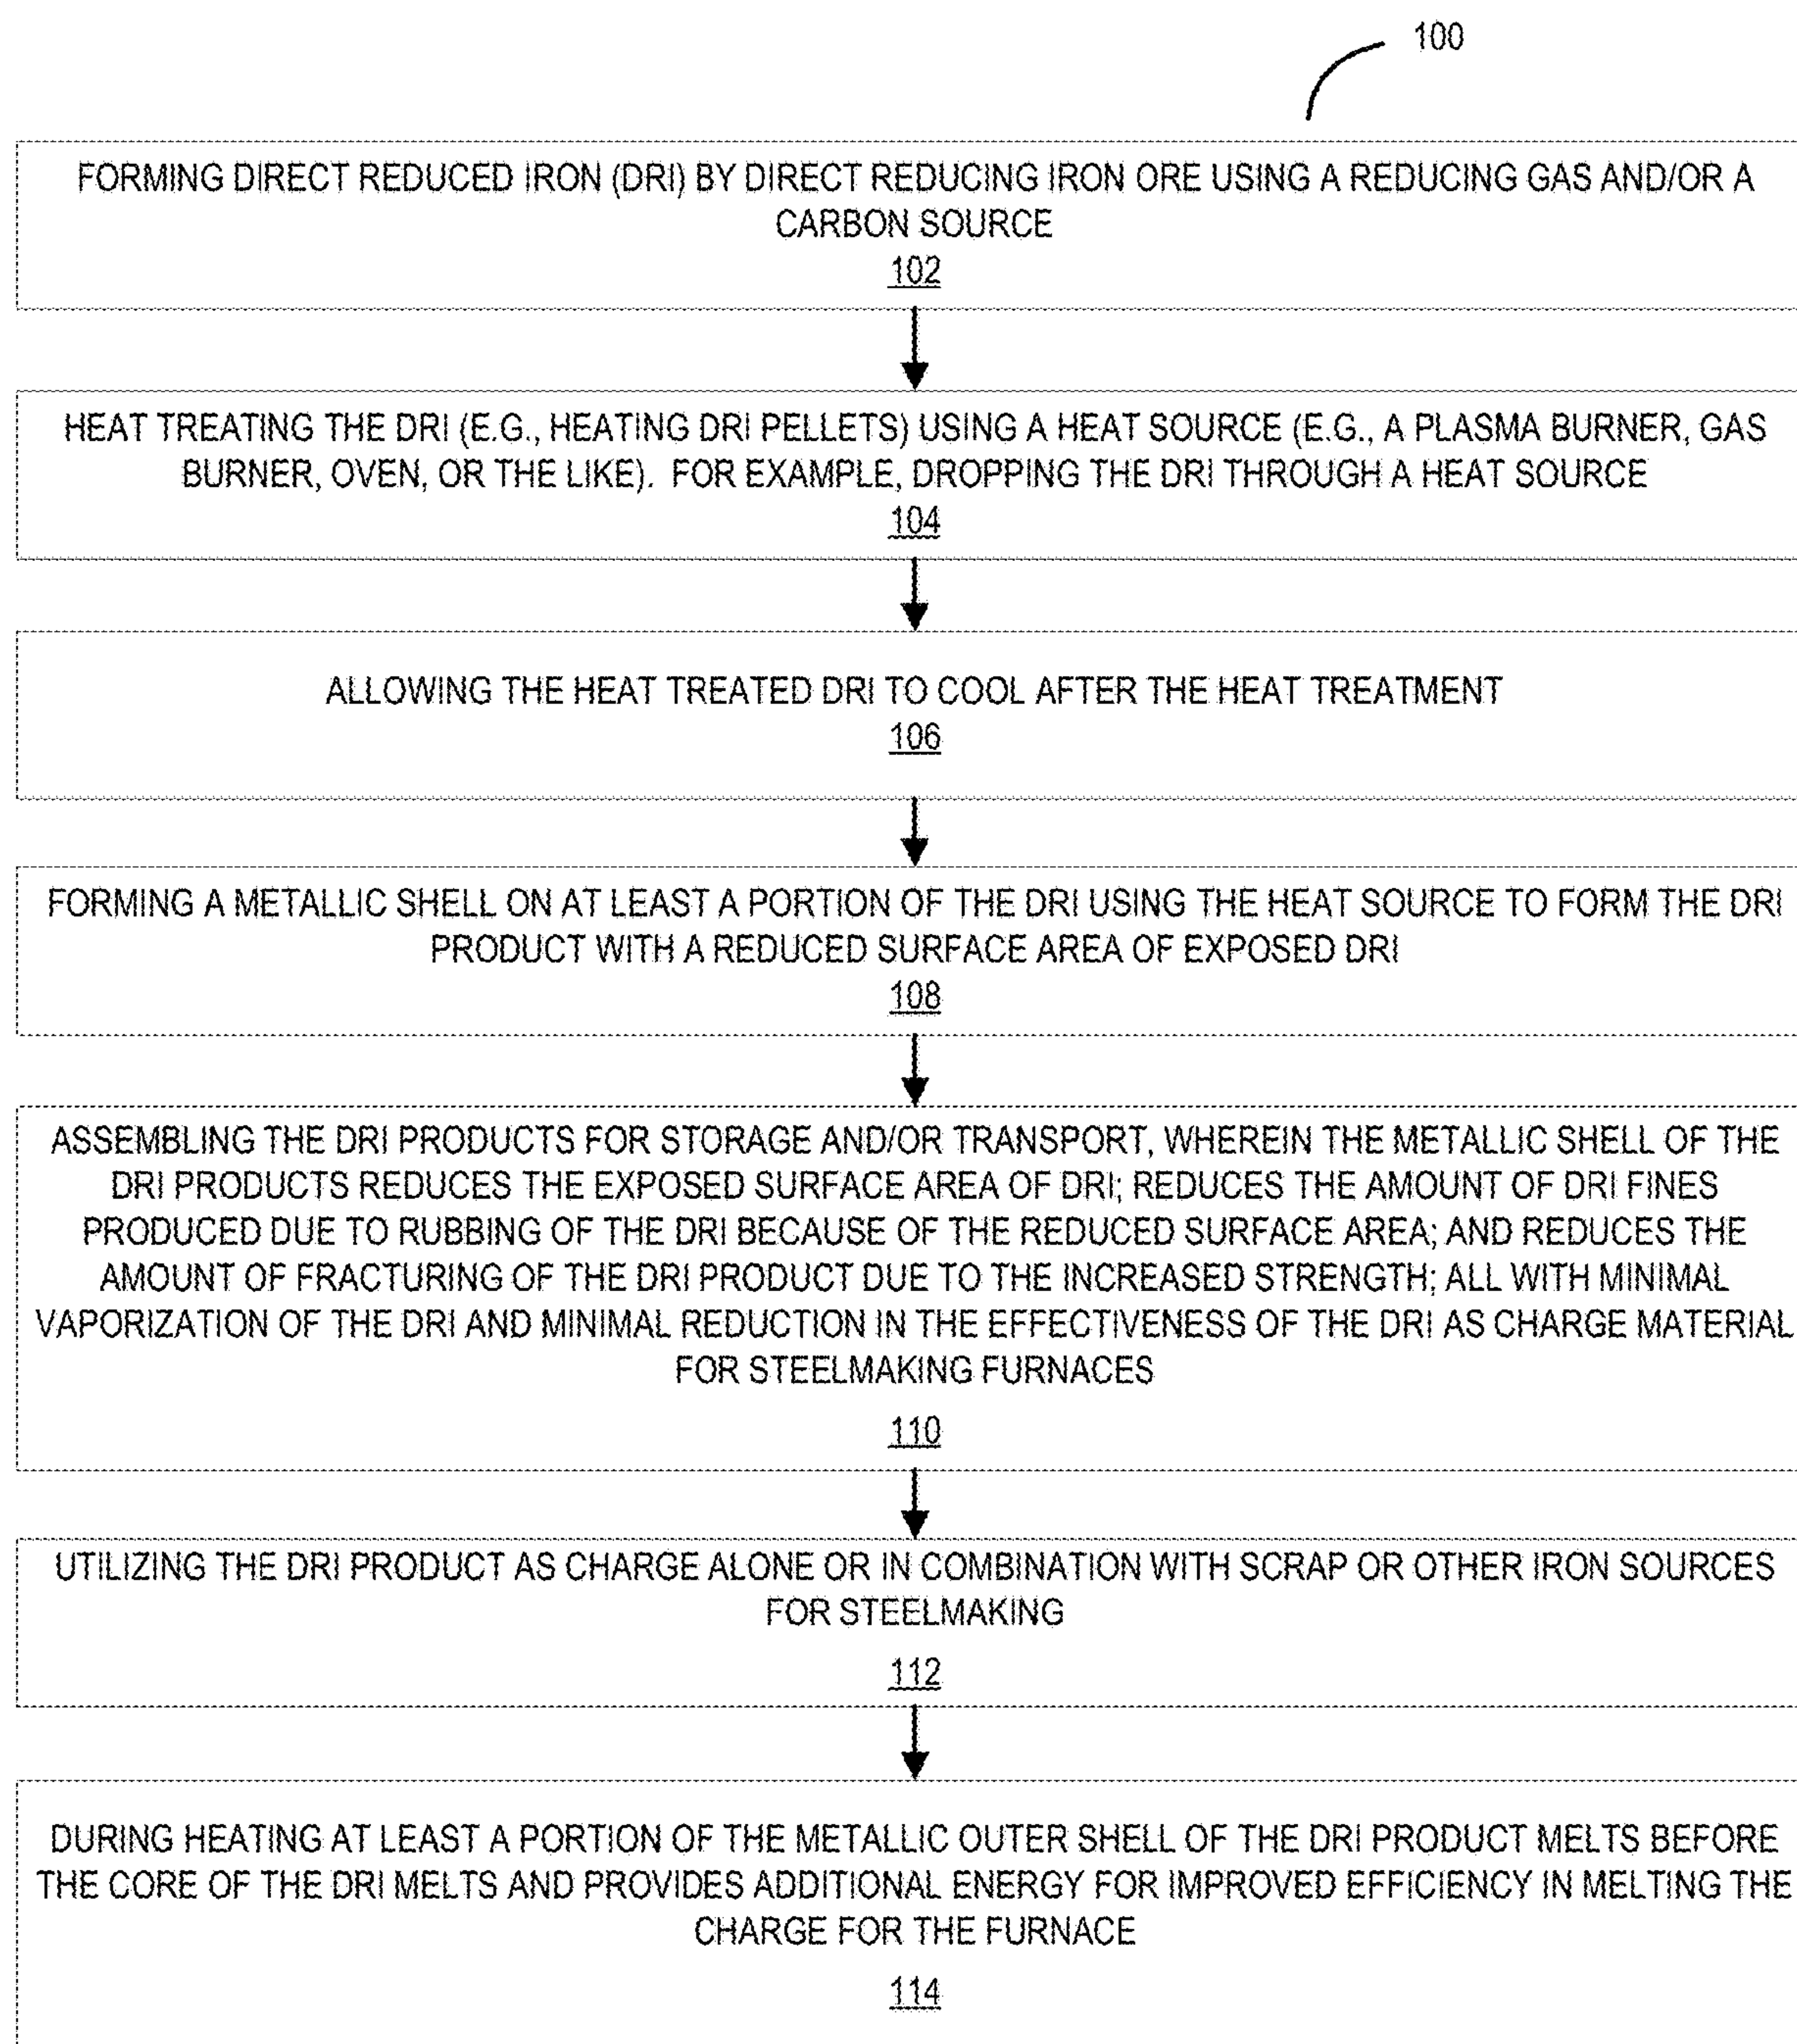 100
FORMING DIRECT REDUCED IRON (DRI) BY DIRECT REDUCING IRON ORE USING A REDUCING GAS AND/OR A
CARBON SOURCE
102
HEAT TREATING THE DRI (E.G., HEATING DRI PELLETS) USING A HEAT SOURCE (E.G., A PLASMA BURNER, GAS
BURNER, OVEN, OR THE LIKE).  FOR EXAMPLE, DROPPING THE DRI THROUGH A HEAT SOURCE
104
ALLOWING THE HEAT TREATED DRI TO COOL AFTER THE HEAT TREATMENT
106
FORMING A METALLIC SHELL ON AT LEAST A PORTION OF THE DRI USING THE HEAT SOURCE TO FORM THE DRI
PRODUCT WITH A REDUCED SURFACE AREA OF EXPOSED DRI
108
ASSEMBLING THE DRI PRODUCTS FOR STORAGE AND/OR TRANSPORT, WHEREIN THE METALLIC SHELL OF THE
DRI PRODUCTS REDUCES THE EXPOSED SURFACE AREA OF DRI; REDUCES THE AMOUNT OF DRI FINES
PRODUCED DUE TO RUBBING OF THE DRI BECAUSE OF THE REDUCED SURFACE AREA; AND REDUCES THE
AMOUNT OF FRACTURING OF THE DRI PRODUCT DUE TO THE INCREASED STRENGTH; ALL WITH MINIMAL
VAPORIZATION OF THE DRI AND MINIMAL REDUCTION IN THE EFFECTIVENESS OF THE DRI AS CHARGE MATERIAL
FOR STEELMAKING FURNACES
110
UTILIZING THE DRI PRODUCT AS CHARGE ALONE OR IN COMBINATION WITH SCRAP OR OTHER IRON SOURCES
FOR STEELMAKING
112
DURING HEATING AT LEAST A PORTION OF THE METALLIC OUTER SHELL OF THE DRI PRODUCT MELTS BEFORE
THE CORE OF THE DRI MELTS AND PROVIDES ADDITIONAL ENERGY FOR IMPROVED EFFICIENCY IN MELTING THE
CHARGE FOR THE FURNACE
114